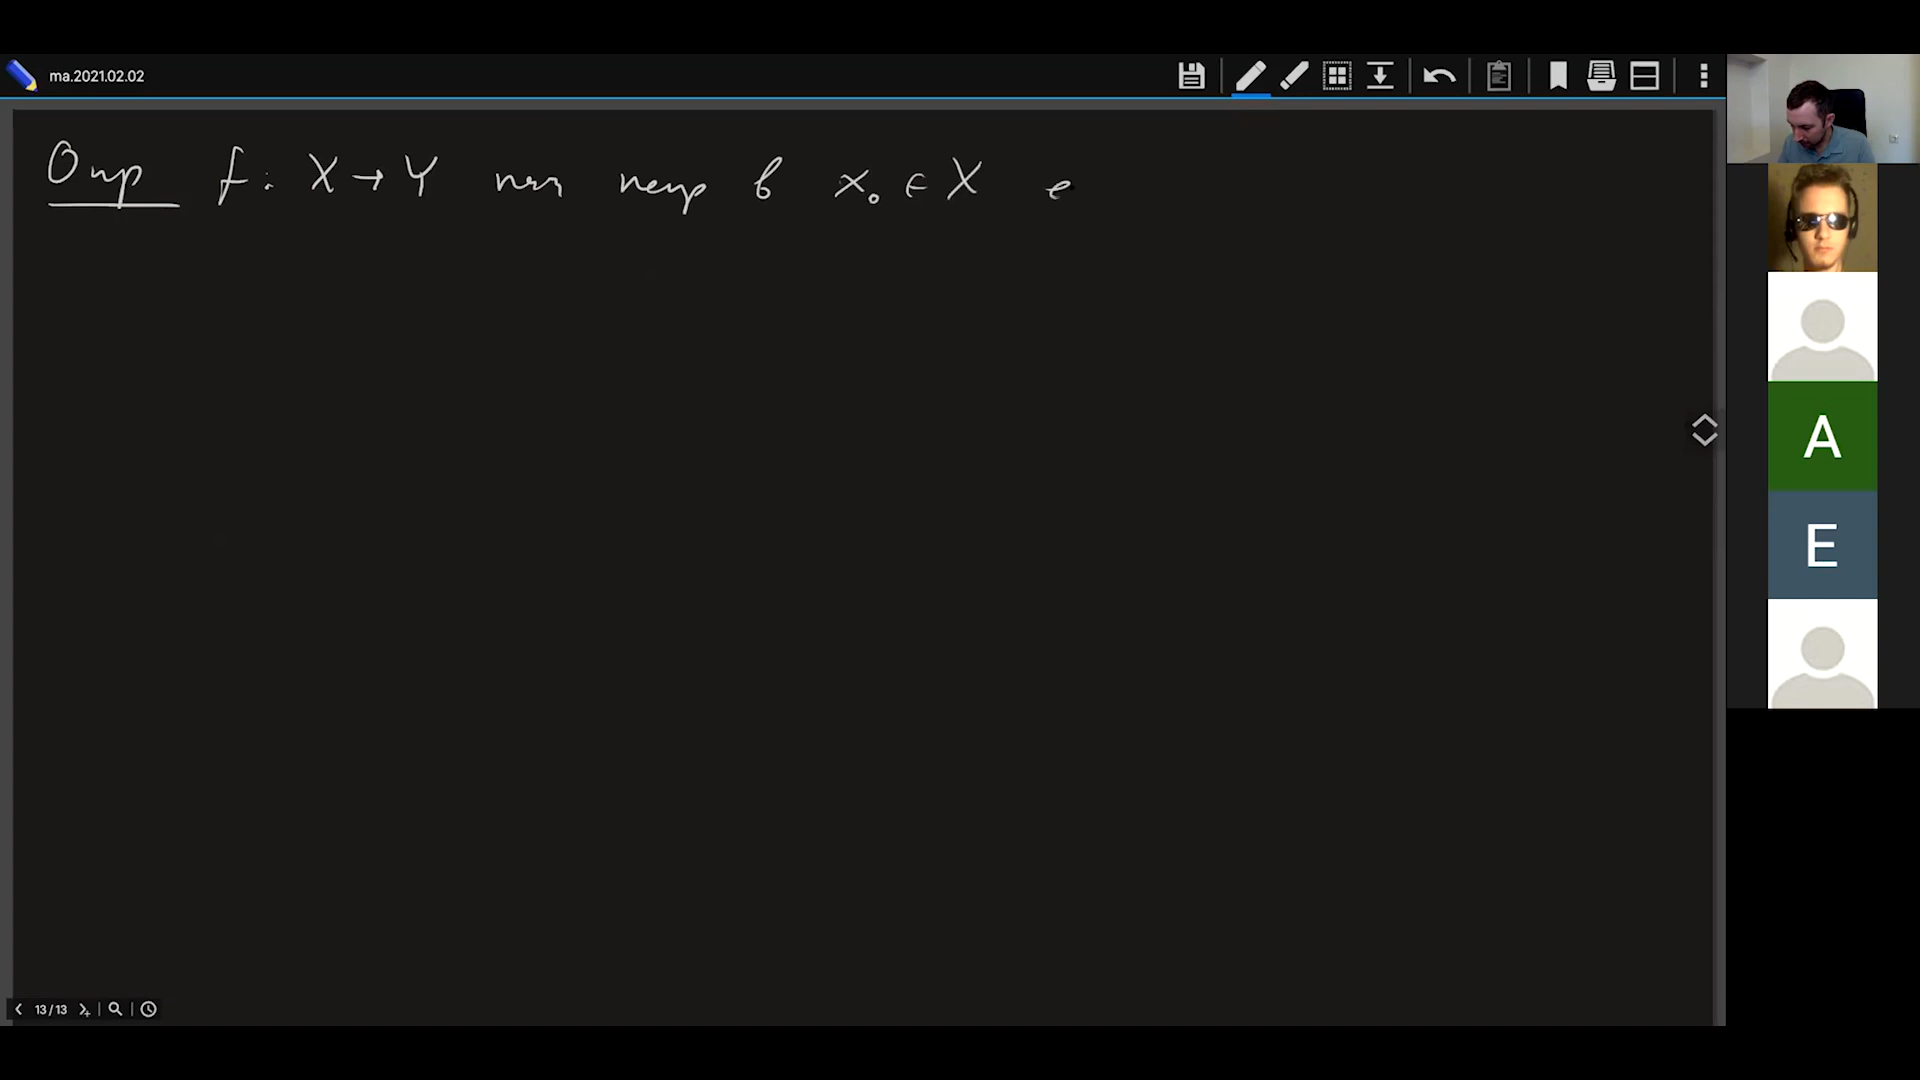 ma.2021.02.02
Опр f: X → Y наз непр в x₀ ∈ X е
A
E
13/13